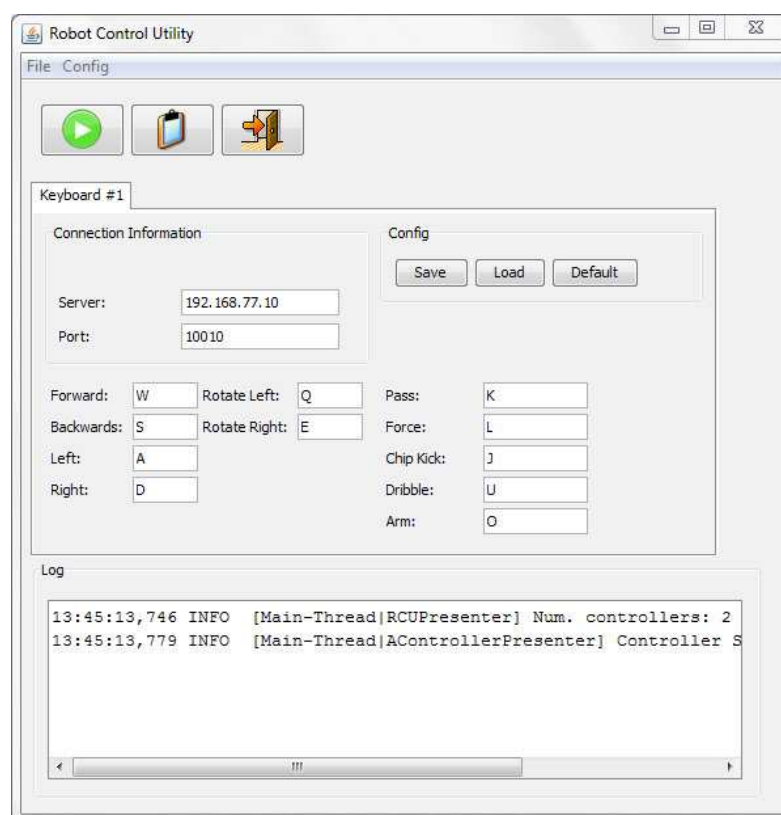 Robot Control Utility
File Config
Keyboard #1
Connection Information
Config
Save Load Default
Server: 192.168.77.10
Port: 10010
Forward: W Rotate Left: Q Pass: K
Backwards: S Rotate Right: E Force: L
Left: A Chip Kick: J
Right: D Dribble: U
Arm: O
Log
13:45:13,746 INFO [Main-Thread|RCUPresenter] Num. controllers: 2
13:45:13,779 INFO [Main-Thread|AControllerPresenter] Controller S